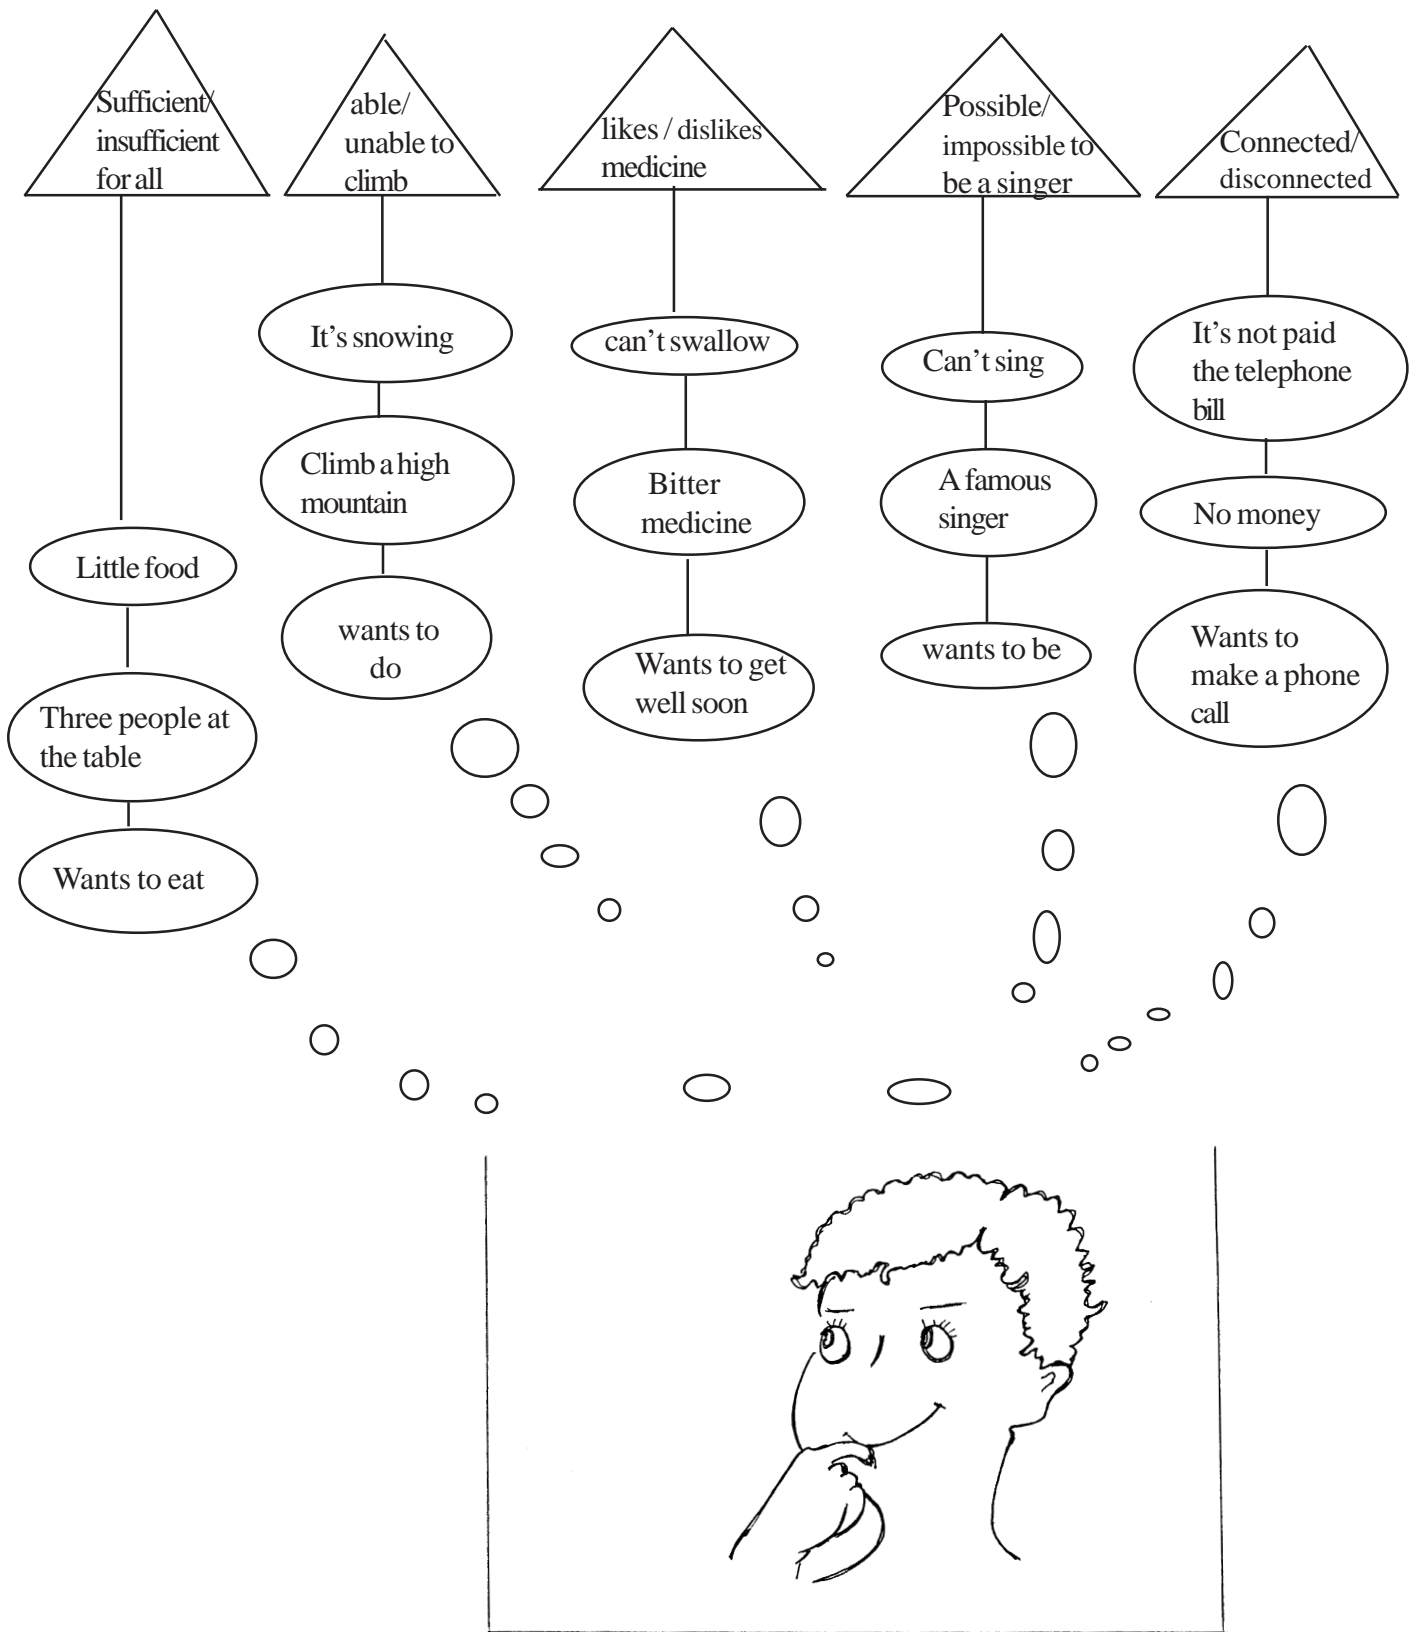 Sufficient/
insufficient
for all
Little food
Three people at
the table
Wants to eat
able/
unable to
climb
It's snowing
Climb a high
mountain
wants to
do
likes / dislikes
medicine
can't swallow
Bitter
medicine
Wants to get
well soon
Possible/
impossible to
be a singer
Can't sing
A famous
singer
wants to be
Connected/
disconnected
It's not paid
the telephone
bill
No money
Wants to
make a phone
call